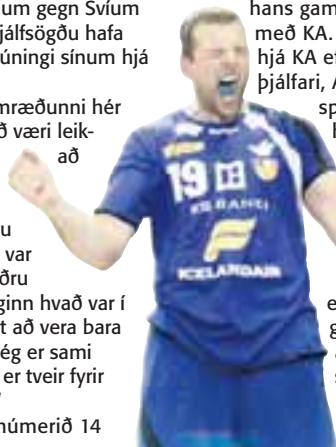 um gegn Svíum
jálfsögðu hafa
úningi sínum hjá
mræðunni hér
ð væri leik-
að
u
var
ðru
ginn hvað var í
t að vera bara
ég er sami
er tveir fyrir
númerið 14
hans gam
með KA.
hjá KA ef
þjálfari, A
sp
19
ICELANDAIR